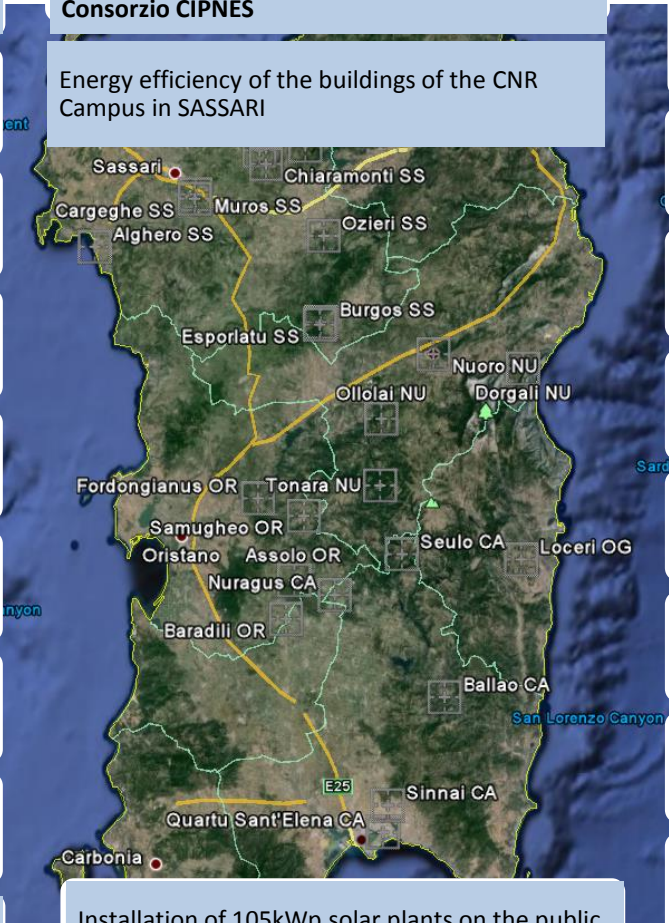 Consorzio CIPNES
Energy efficiency of the buildings of the CNR
Campus in SASSARI
ent
Sassari
Chiaramonti SS
Cargeghe SS
Muros SS
Alghero SS
Ozieri SS
Burgos SS
Esporlatu SS
Nuoro NU
Ollolai NU
Dorgali NU
Sard
Fordongianus OR
Tonara NU
Samugheo OR
Oristano
Assolo OR
Seulo CA
Loceri OG
Nuragus CA
nyon
Baradili OR
Ballao CA
San Lorenzo Canyon
E25
Sinnai CA
Quartu Sant'Elena CA
Carbonia
Installation of 105kWp solar plants on the public